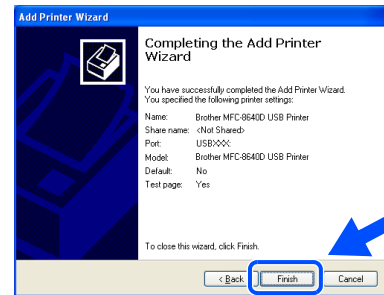 Add Printer Wizard
Completing the Add Printer
Wizard
You have successfully completed the Add Printer Wizard.
You specified the following printer settings:
Name: Brother MFC-8640D USB Printer
Share name: <Not Shared>
Port: USBXXX:
Model: Brother MFC-8640D USB Printer
Default: No
Test page: Yes
To close this wizard, click Finish.
< Back Finish Cancel